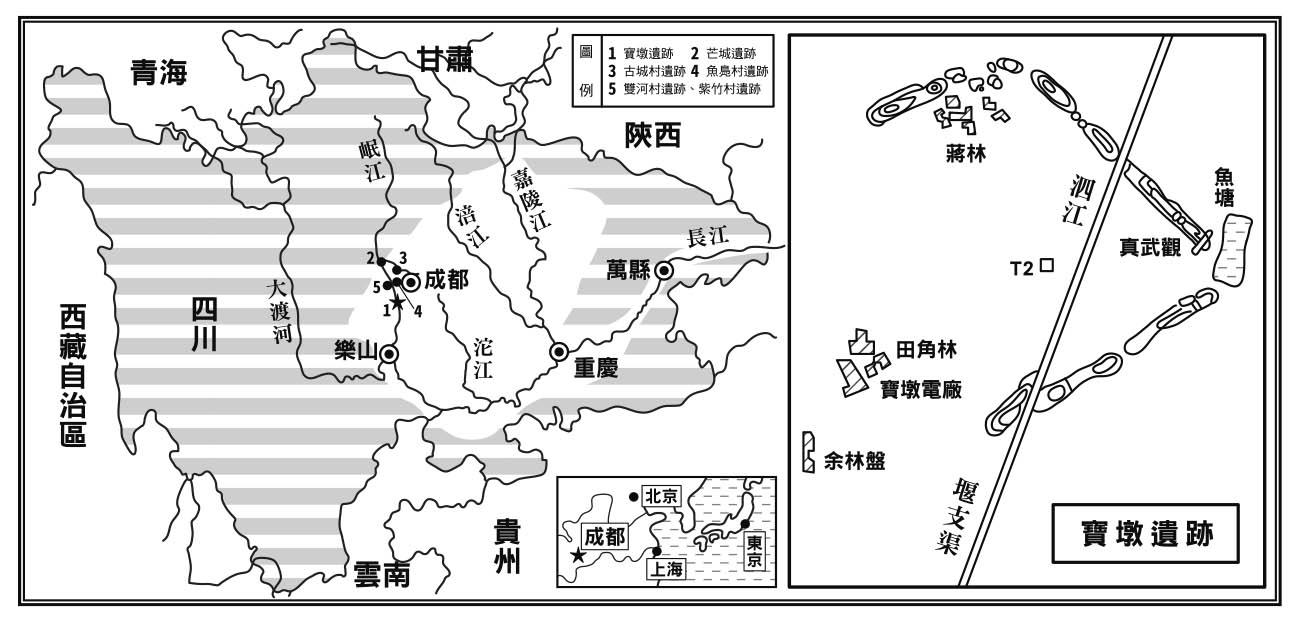 青海
甘肅
陝西
圖例
1 寶墩遺跡 2 芒城遺跡
3 古城村遺跡 4 魚鳧村遺跡
5 雙河村遺跡、紫竹村遺跡
岷江
嘉陵江
涪江
長江
萬縣
2
3
成都
5
1
4
大渡河
四川
西藏自治區
樂山
沱江
重慶
雲南
貴州
北京
成都
上海
東京
蔣林
泗江
魚塘
真武觀
T2
田角林
寶墩電廠
余林盤
堰支渠
寶墩遺跡